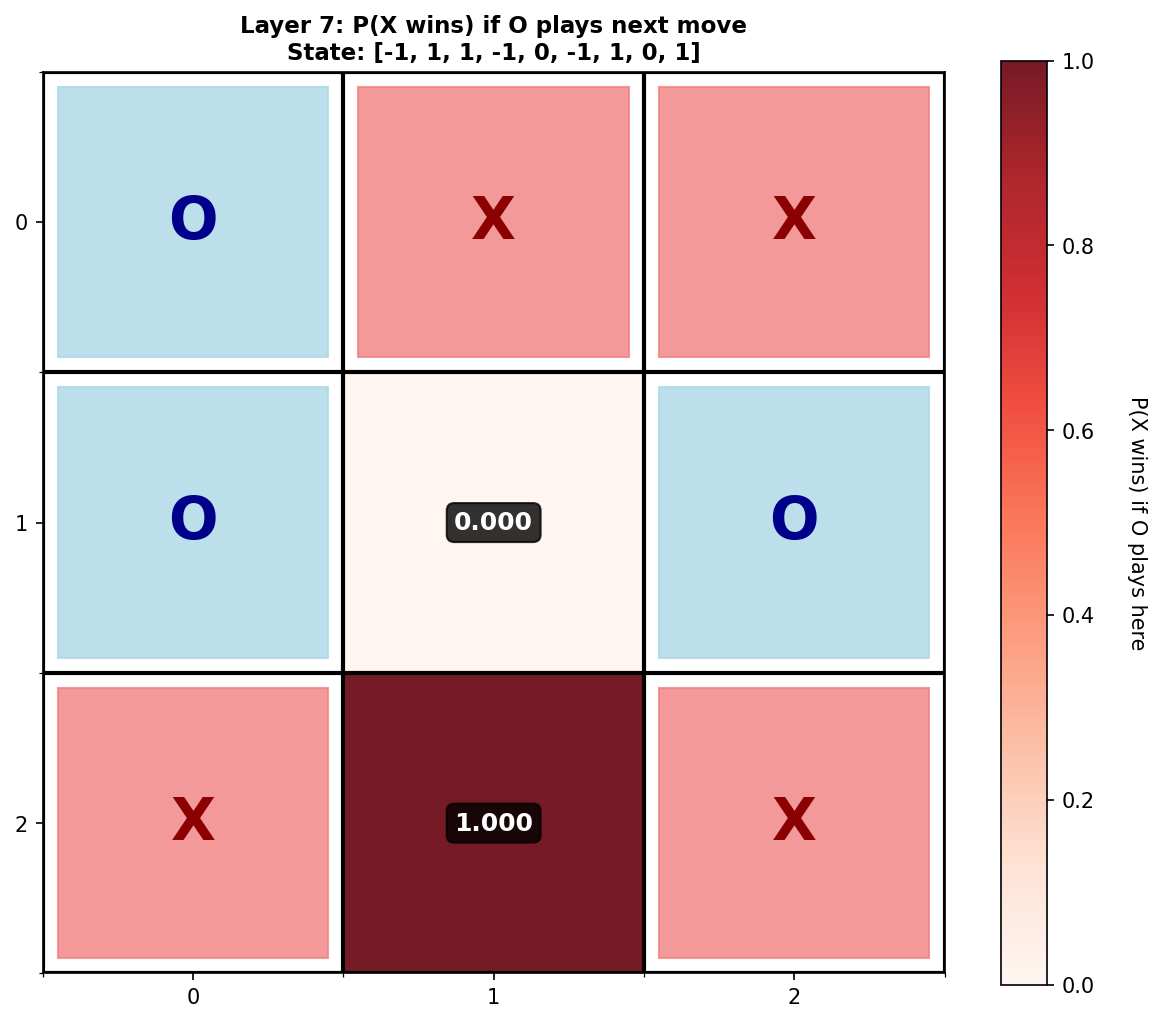 Layer 7: P(X wins) if O plays next move
State: [-1, 1, 1, -1, 0, -1, 1, 0, 1]
0
O
X
X
1
O
0.000
O
2
X
1.000
X
0
1
2
1.0
0.8
0.6
0.4
0.2
0.0
P(X wins) if O plays here